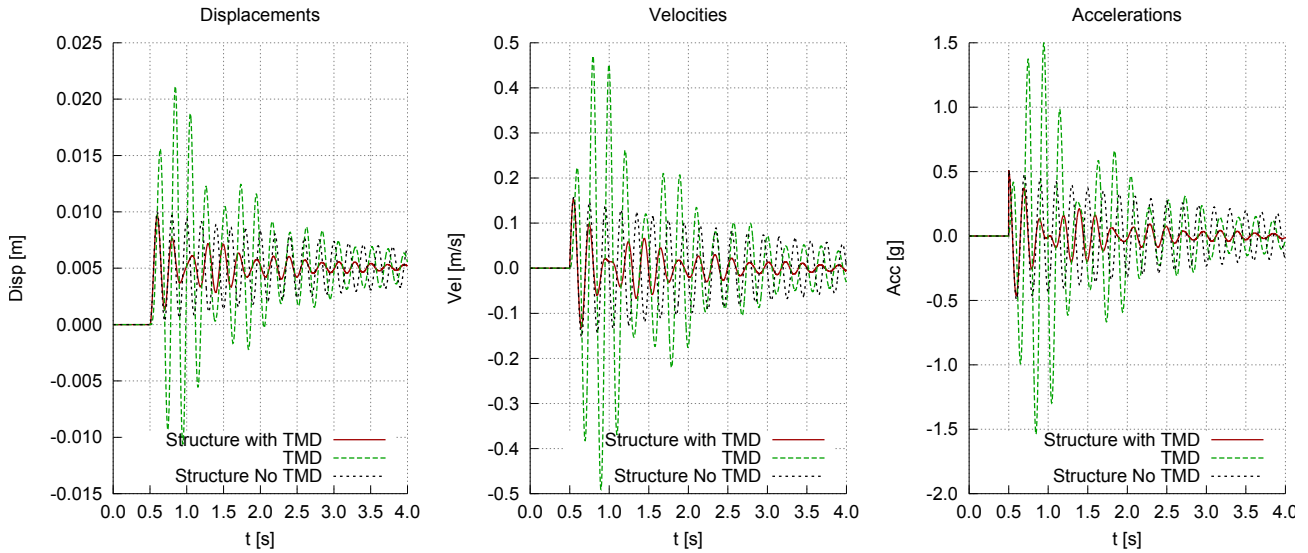 Displacements
Disp [m]
0.025
0.020
0.015
0.010
0.005
0.000
-0.005
-0.010
-0.015
0.0 0.5 1.0 1.5 2.0 2.5 3.0 3.5 4.0
t [s]
Structure with TMD
TMD
Structure No TMD
Velocities
Vel [m/s]
0.5
0.4
0.3
0.2
0.1
0.0
-0.1
-0.2
-0.3
-0.4
-0.5
0.0 0.5 1.0 1.5 2.0 2.5 3.0 3.5 4.0
t [s]
Structure with TMD
TMD
Structure No TMD
Accelerations
Acc [g]
1.5
1.0
0.5
0.0
-0.5
-1.0
-1.5
-2.0
0.0 0.5 1.0 1.5 2.0 2.5 3.0 3.5 4.0
t [s]
Structure with TMD
TMD
Structure No TMD